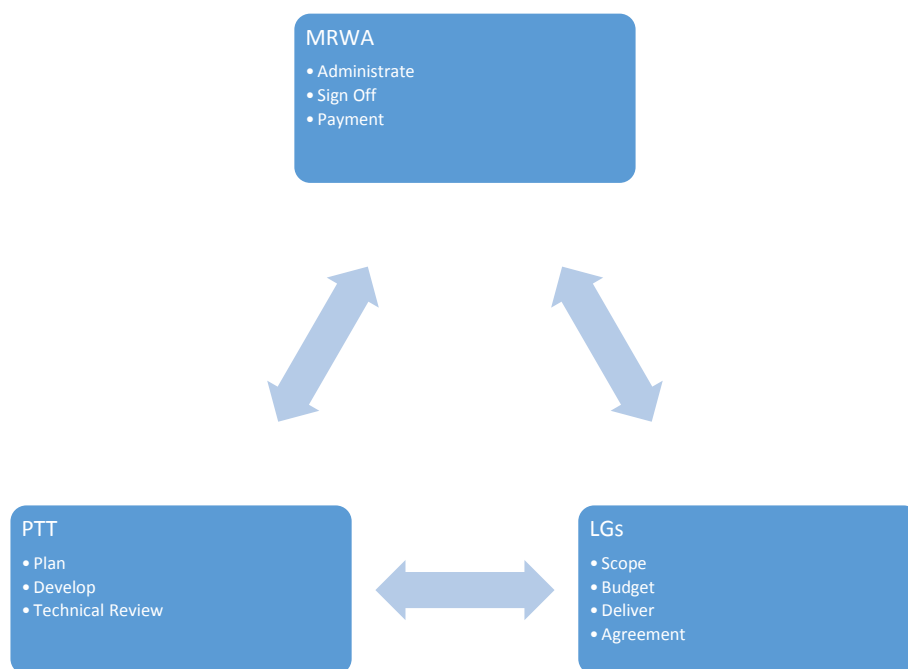 MRWA
• Administrate
• Sign Off
• Payment
PTT
• Plan
• Develop
• Technical Review
LGs
• Scope
• Budget
• Deliver
• Agreement